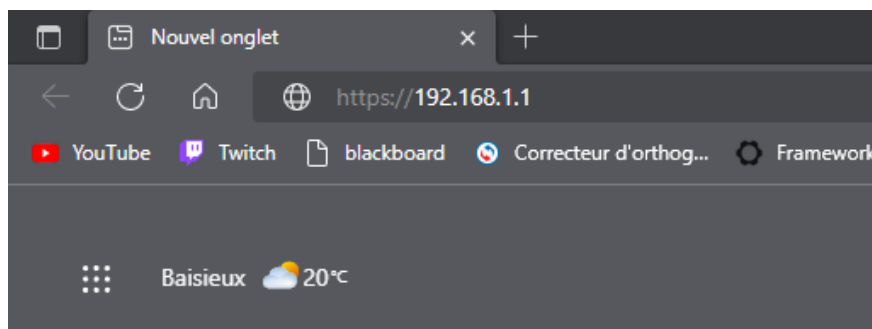 Nouvel onglet
https://192.168.1.1
YouTube Twitch blackboard Correcteur d'orthog... Framework
Baisieux 20°C